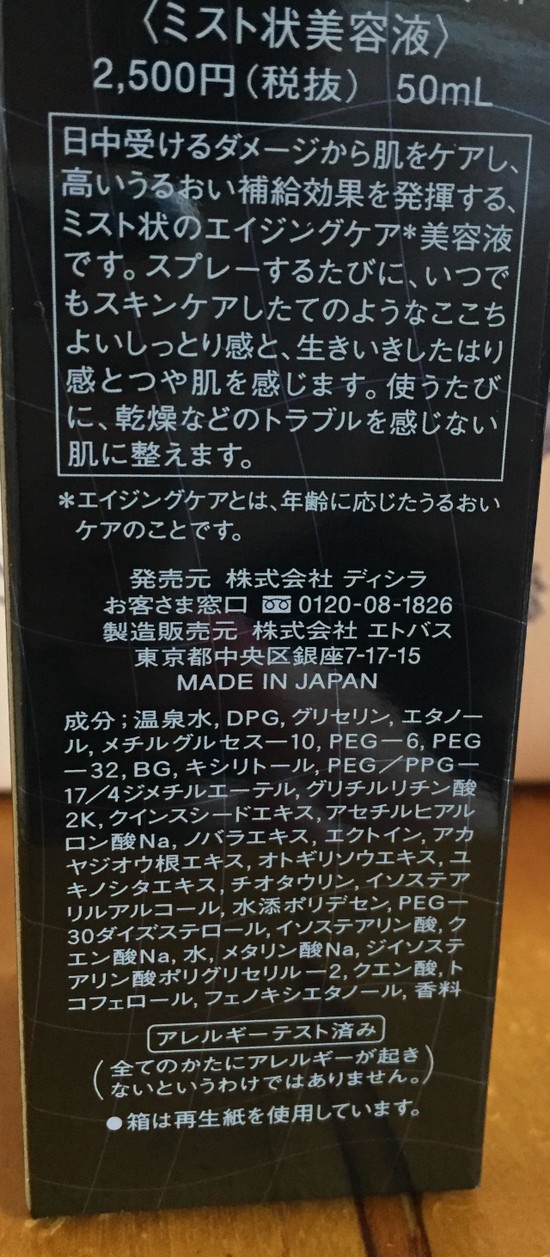 〈ミスト状美容液〉
2,500円(税抜) 50mL
日中受けるダメージから肌をケアし、
高いうるおい補給効果を発揮する、
ミスト状のエイジングケア*美容液
です。スプレーするたびに、いつで
もスキンケアしたてのようなここち
よいしっとり感と、生きいきしたはり
感とつや肌を感じます。使うたび
に、乾燥などのトラブルを感じない
肌に整えます。
*エイジングケアとは、年齢に応じたうるおい
ケアのことです。
発売元 株式会社 ディシラ
お客さま窓口 0120-08-1826
製造販売元 株式会社 エトバス
東京都中央区銀座7-17-15
MADE IN JAPAN
成分;温泉水, DPG, グリセリン, エタノー
ル, メチルグルセスー10, PEGー6, PEG
ー32, BG, キシリトール, PEG/PPGー
17/4ジメチルエーテル, グリチルリチン酸
2K, クインスシードエキス, アセチルヒアル
ロン酸Na, ノバラエキス, エクトイン, アカ
ヤジオウ根エキス, オトギリソウエキス, ユ
キノシタエキス, チオタウリン, イソステア
リルアルコール, 水添ポリデセン, PEGー
30ダイズステロール, イソステアリン酸, ク
エン酸Na, 水, メタリン酸Na, ジイソステ
アリン酸ポリグリセリルー2, クエン酸, ト
コフェロール, フェノキシエタノール, 香料
アレルギーテスト済み
(全てのかたにアレルギーが起き
ないというわけではありません。)
●箱は再生紙を使用しています。